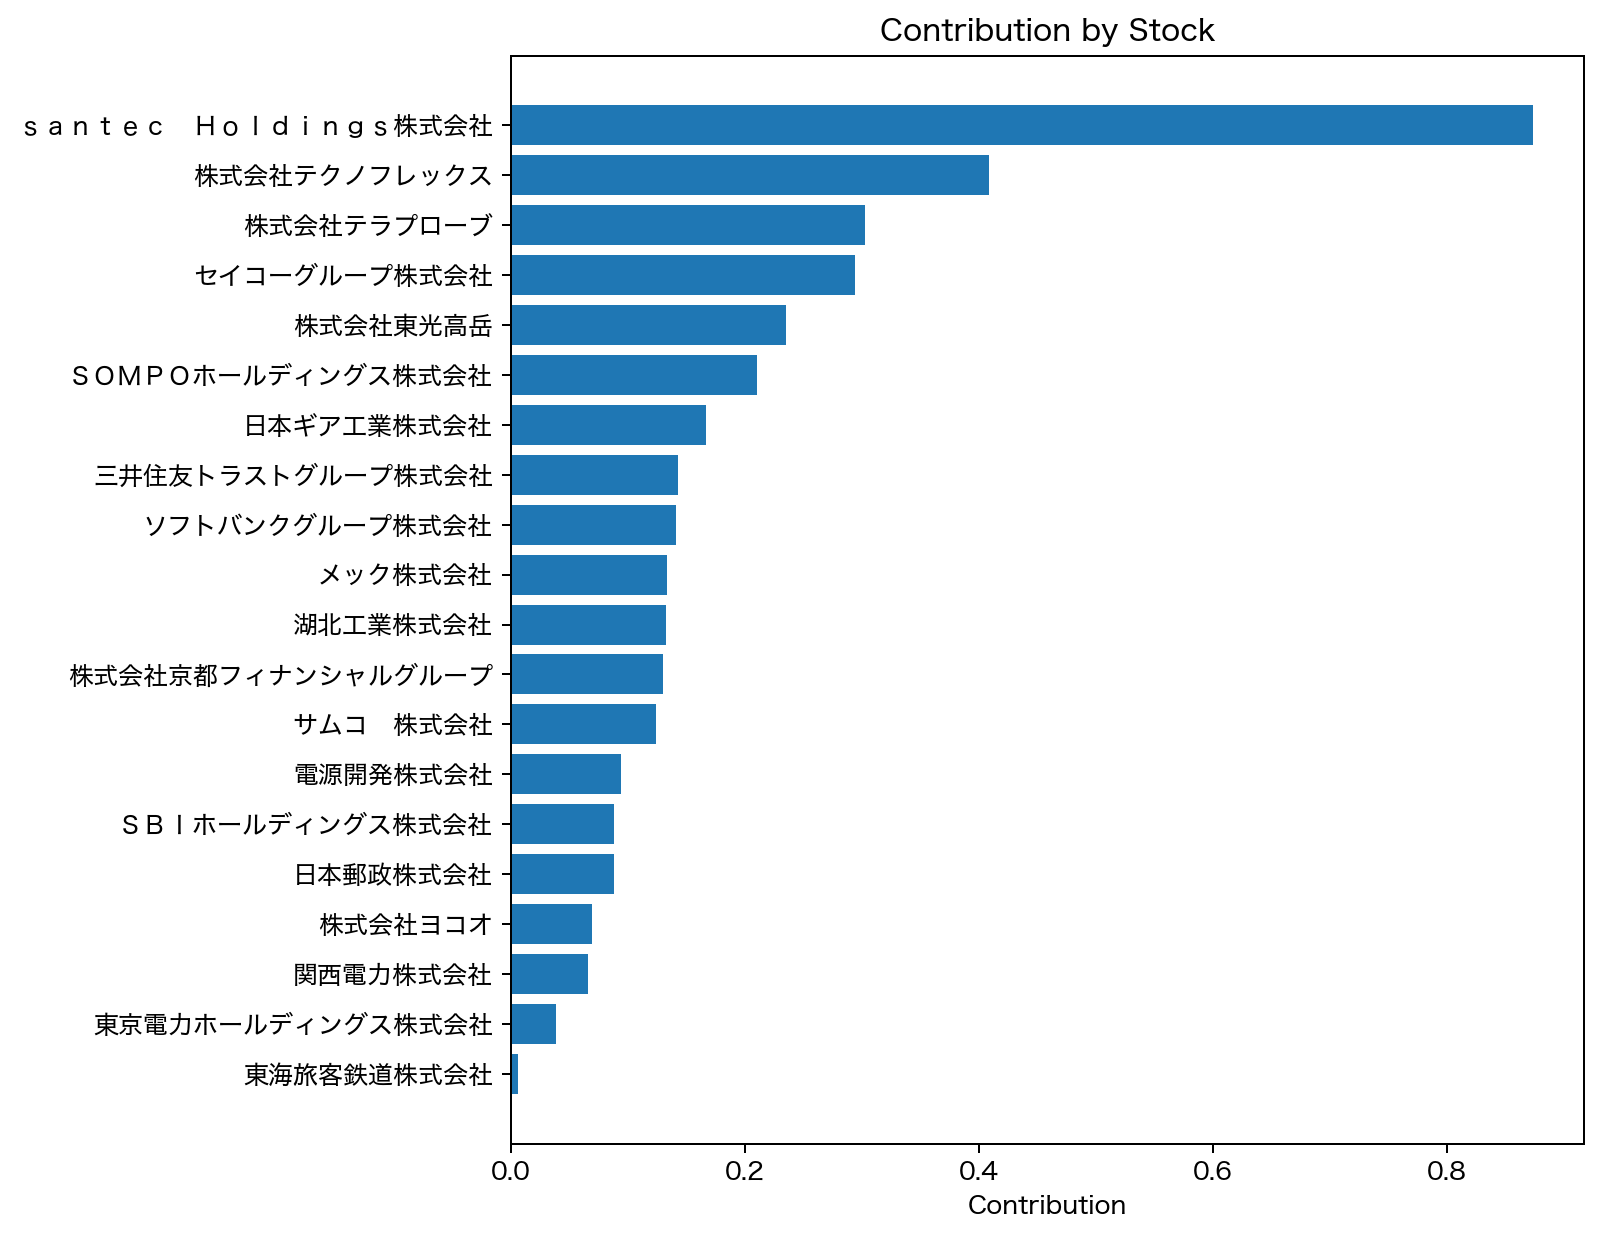 Contribution by Stock
ｓａｎｔｅｃ　Ｈｏｌｄｉｎｇｓ株式会社
株式会社テクノフレックス
株式会社テラプローブ
セイコーグループ株式会社
株式会社東光高岳
ＳＯＭＰＯホールディングス株式会社
日本ギア工業株式会社
三井住友トラストグループ株式会社
ソフトバンクグループ株式会社
メック株式会社
湖北工業株式会社
株式会社京都フィナンシャルグループ
サムコ　株式会社
電源開発株式会社
ＳＢＩホールディングス株式会社
日本郵政株式会社
株式会社ヨコオ
関西電力株式会社
東京電力ホールディングス株式会社
東海旅客鉄道株式会社
0.0 0.2 0.4 0.6 0.8
Contribution